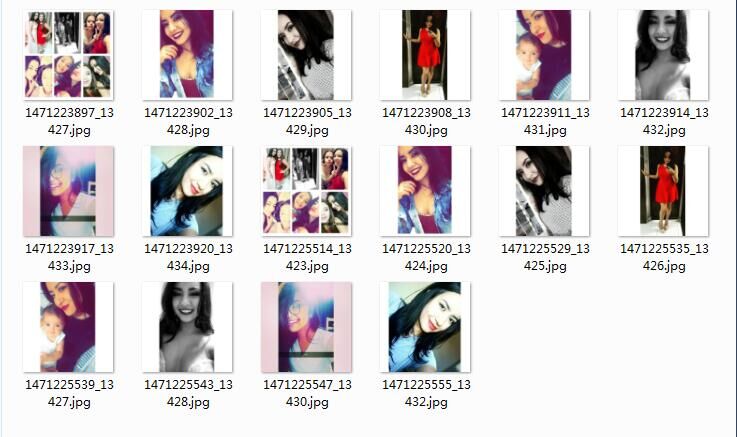 1471223897_13 1471223902_13 1471223905_13 1471223908_13 1471223911_13 1471223914_13
427.jpg 428.jpg 429.jpg 430.jpg 431.jpg 432.jpg
1471223917_13 1471223920_13 1471225514_13 1471225520_13 1471225529_13 1471225535_13
433.jpg 434.jpg 423.jpg 424.jpg 425.jpg 426.jpg
1471225539_13 1471225543_13 1471225547_13 1471225555_13
427.jpg 428.jpg 430.jpg 432.jpg